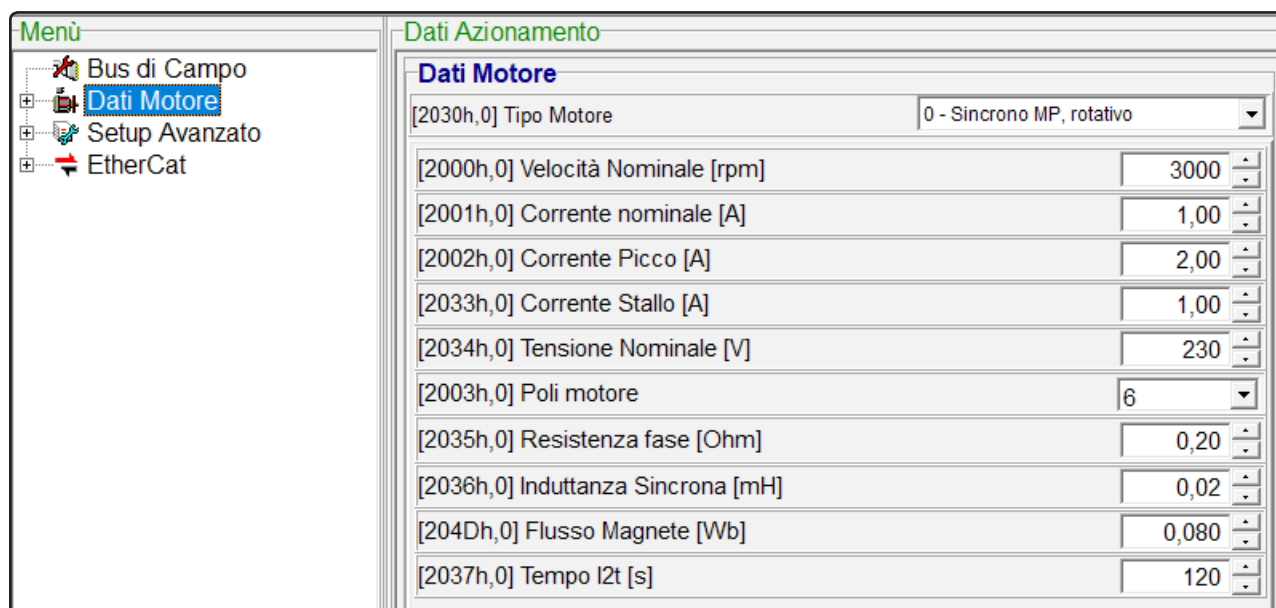 Menù
Bus di Campo
Dati Motore
Setup Avanzato
EtherCat
Dati Azionamento
Dati Motore
[2030h,0] Tipo Motore 0 - Sincrono MP, rotativo
[2000h,0] Velocità Nominale [rpm] 3000
[2001h,0] Corrente nominale [A] 1,00
[2002h,0] Corrente Picco [A] 2,00
[2033h,0] Corrente Stallo [A] 1,00
[2034h,0] Tensione Nominale [V] 230
[2003h,0] Poli motore 6
[2035h,0] Resistenza fase [Ohm] 0,20
[2036h,0] Induttanza Sincrona [mH] 0,02
[204Dh,0] Flusso Magnete [Wb] 0,080
[2037h,0] Tempo I2t [s] 120